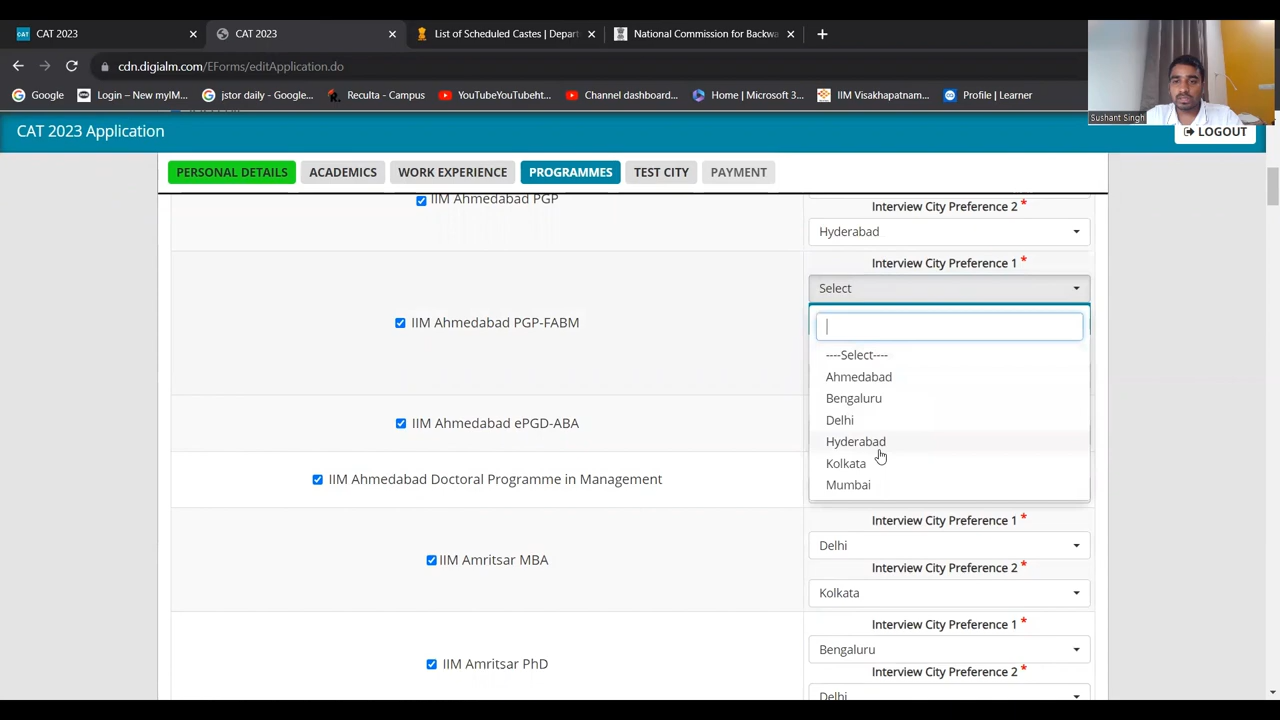 CAT 2023
CAT 2023
List of Scheduled Castes | Depar
National Commission for Backwa
cdn.digialm.com/EForms/editApplication.do
Google
Login – New myIM...
jstor daily - Google...
Reculta - Campus
YouTubeYouTubeht...
Channel dashboard...
Home | Microsoft 3...
IIM Visakhapatnam...
Profile | Learner
Sushant Singh
CAT 2023 Application
LOGOUT
PERSONAL DETAILS
ACADEMICS
WORK EXPERIENCE
PROGRAMMES
TEST CITY
PAYMENT
IIM Ahmedabad PGP
Interview City Preference 2 *
Hyderabad
IIM Ahmedabad PGP-FABM
Interview City Preference 1 *
Select
----Select----
Ahmedabad
Bengaluru
Delhi
Hyderabad
Kolkata
Mumbai
IIM Ahmedabad ePGD-ABA
IIM Ahmedabad Doctoral Programme in Management
IIM Amritsar MBA
Interview City Preference 1 *
Delhi
Interview City Preference 2 *
Kolkata
IIM Amritsar PhD
Interview City Preference 1 *
Bengaluru
Interview City Preference 2 *
Delhi